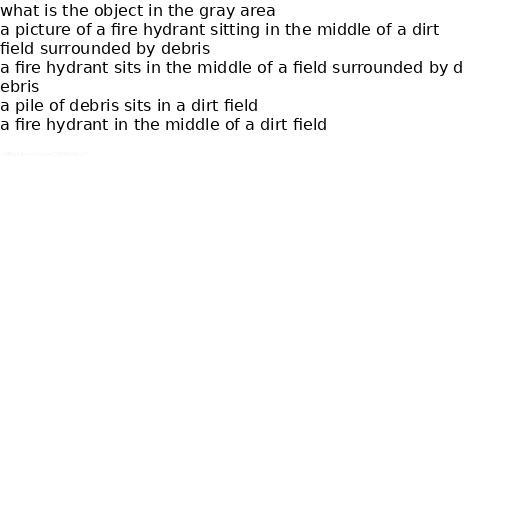 what is the object in the gray area
a picture of a fire hydrant sitting in the middle of a dirt
field surrounded by debris
a fire hydrant sits in the middle of a field surrounded by d
ebris
a pile of debris sits in a dirt field
a fire hydrant in the middle of a dirt field